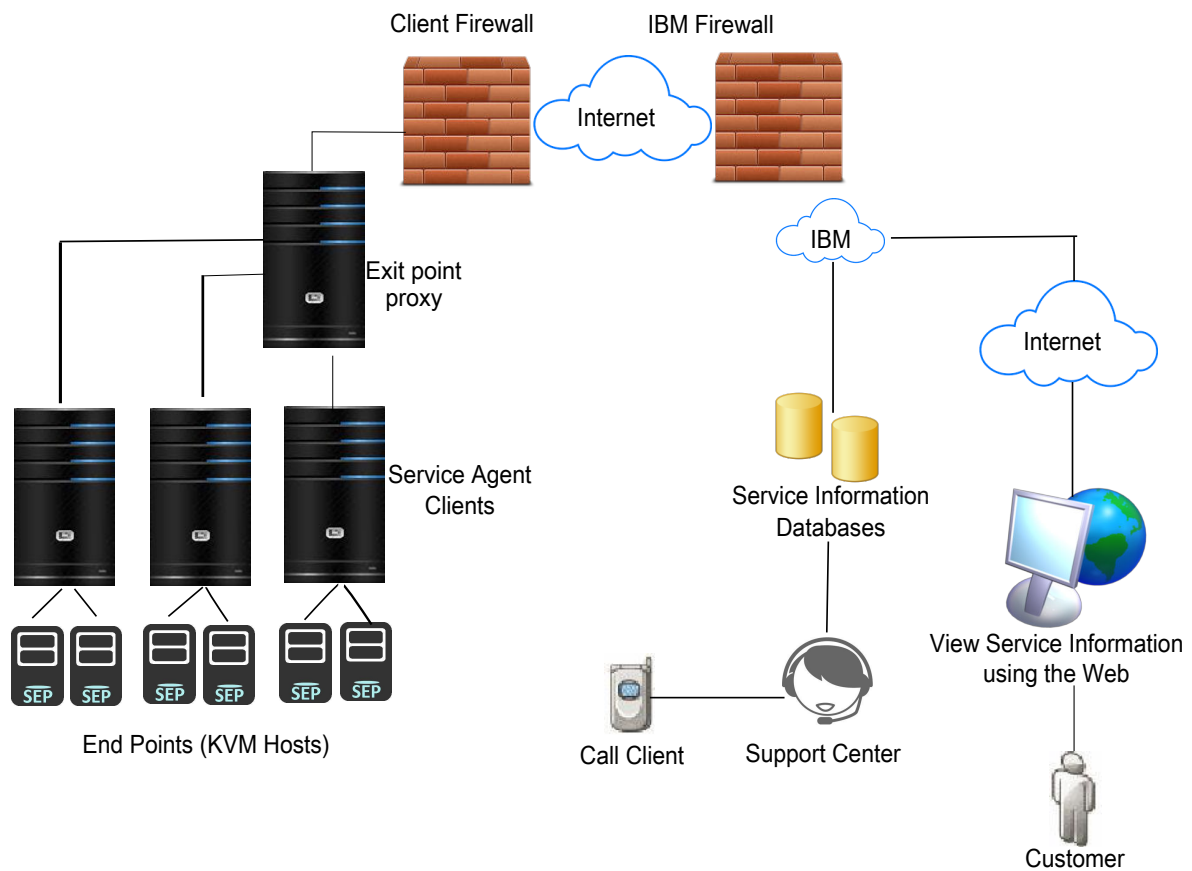 Client Firewall
IBM Firewall
Internet
IBM
Exit point
proxy
Internet
Service Agent
Clients
Service Information
Databases
SEP
SEP
SEP
SEP
SEP
SEP
End Points (KVM Hosts)
View Service Information
using the Web
Call Client
Support Center
Customer